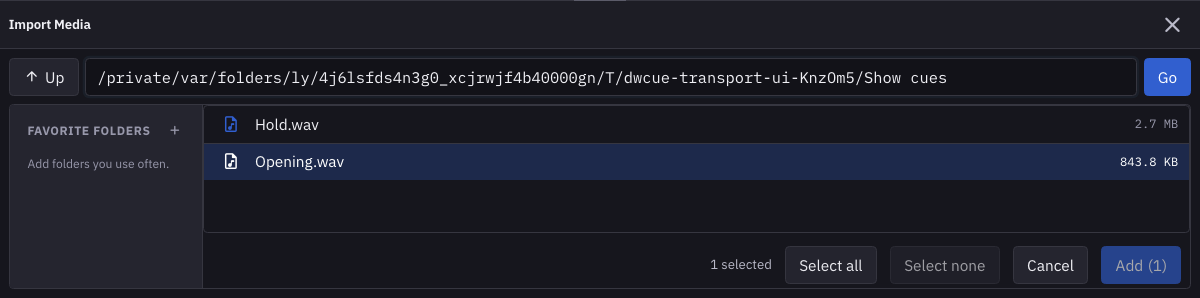 Import Media
Up
/private/var/folders/ly/4j6lsfds4n3g0_xcjrwjf4b40000gn/T/dwcue-transport-ui-KnzOm5/Show cues
Go
FAVORITE FOLDERS +
Add folders you use often.
Hold.wav 2.7 MB
Opening.wav 843.8 KB
1 selected
Select all
Select none
Cancel
Add (1)